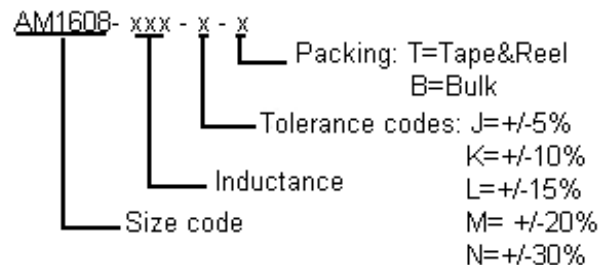 AM1608- xxx - x - x
Packing: T=Tape&Reel
B=Bulk
Tolerance codes: J=+/-5%
K=+/-10%
Inductance
L=+/-15%
Size code
M= +/-20%
N=+/-30%